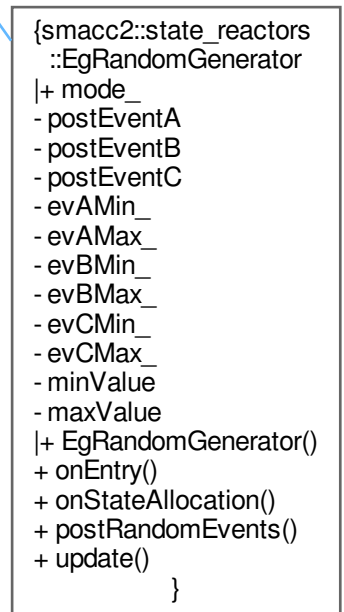 {smacc2::state_reactors
::EgRandomGenerator
|+ mode_
- postEventA
- postEventB
- postEventC
- evAMin_
- evAMax_
- evBMin_
- evBMax_
- evCMin_
- evCMax_
- minValue
- maxValue
|+ EgRandomGenerator()
+ onEntry()
+ onStateAllocation()
+ postRandomEvents()
+ update()
}